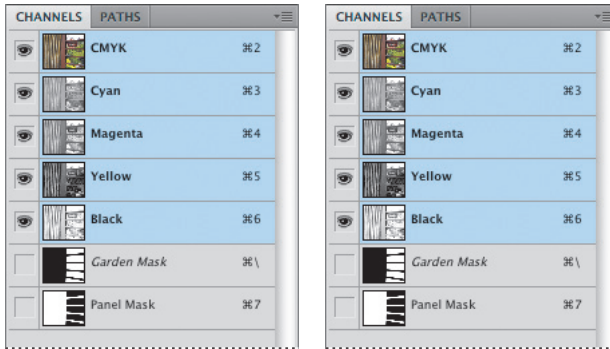 CHANNELS PATHS
CMYK ⌘2
Cyan ⌘3
Magenta ⌘4
Yellow ⌘5
Black ⌘6
Garden Mask ⌘\
Panel Mask ⌘7
CHANNELS PATHS
CMYK ⌘2
Cyan ⌘3
Magenta ⌘4
Yellow ⌘5
Black ⌘6
Garden Mask ⌘\
Panel Mask ⌘7